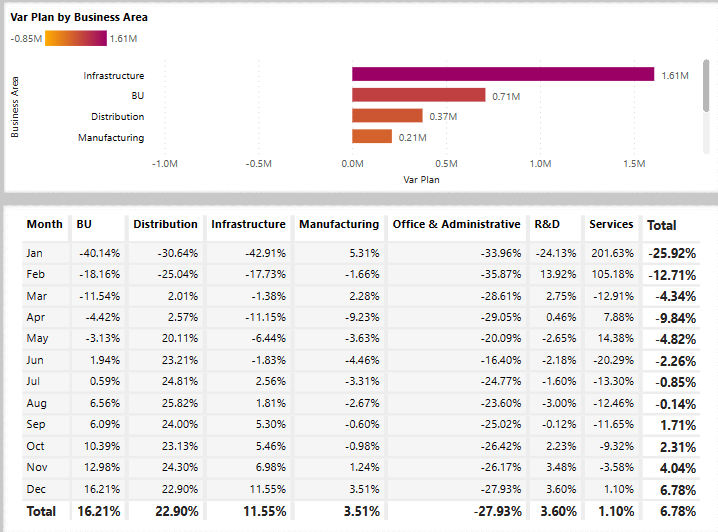 Var Plan by Business Area
-0.85M 1.61M
Business Area
Infrastructure 1.61M
BU 0.71M
Distribution 0.37M
Manufacturing 0.21M
-1.0M -0.5M 0.0M 0.5M 1.0M 1.5M
Var Plan
Month BU Distribution Infrastructure Manufacturing Office & Administrative R&D Services Total
Jan -40.14% -30.64% -42.91% 5.31% -33.96% -24.13% 201.63% -25.92%
Feb -18.16% -25.04% -17.73% -1.66% -35.87% 13.92% 105.18% -12.71%
Mar -11.54% 2.01% -1.38% 2.28% -28.61% 2.75% -12.91% -4.34%
Apr -4.42% 2.57% -11.15% -9.23% -29.05% 0.46% 7.88% -9.84%
May -3.13% 20.11% -6.44% -3.63% -20.09% -2.65% 14.38% -4.82%
Jun 1.94% 23.21% -1.83% -4.46% -16.40% -2.18% -20.29% -2.26%
Jul 0.59% 24.81% 2.56% -3.31% -24.77% -1.60% -13.30% -0.85%
Aug 6.56% 25.82% 1.81% -2.67% -23.60% -3.00% -12.46% -0.14%
Sep 6.09% 24.00% 5.30% -0.60% -25.02% -0.12% -11.65% 1.71%
Oct 10.39% 23.13% 5.46% -0.98% -26.42% 2.23% -9.32% 2.31%
Nov 12.98% 24.30% 6.98% 1.24% -26.17% 3.48% -3.58% 4.04%
Dec 16.21% 22.90% 11.55% 3.51% -27.93% 3.60% 1.10% 6.78%
Total 16.21% 22.90% 11.55% 3.51% -27.93% 3.60% 1.10% 6.78%